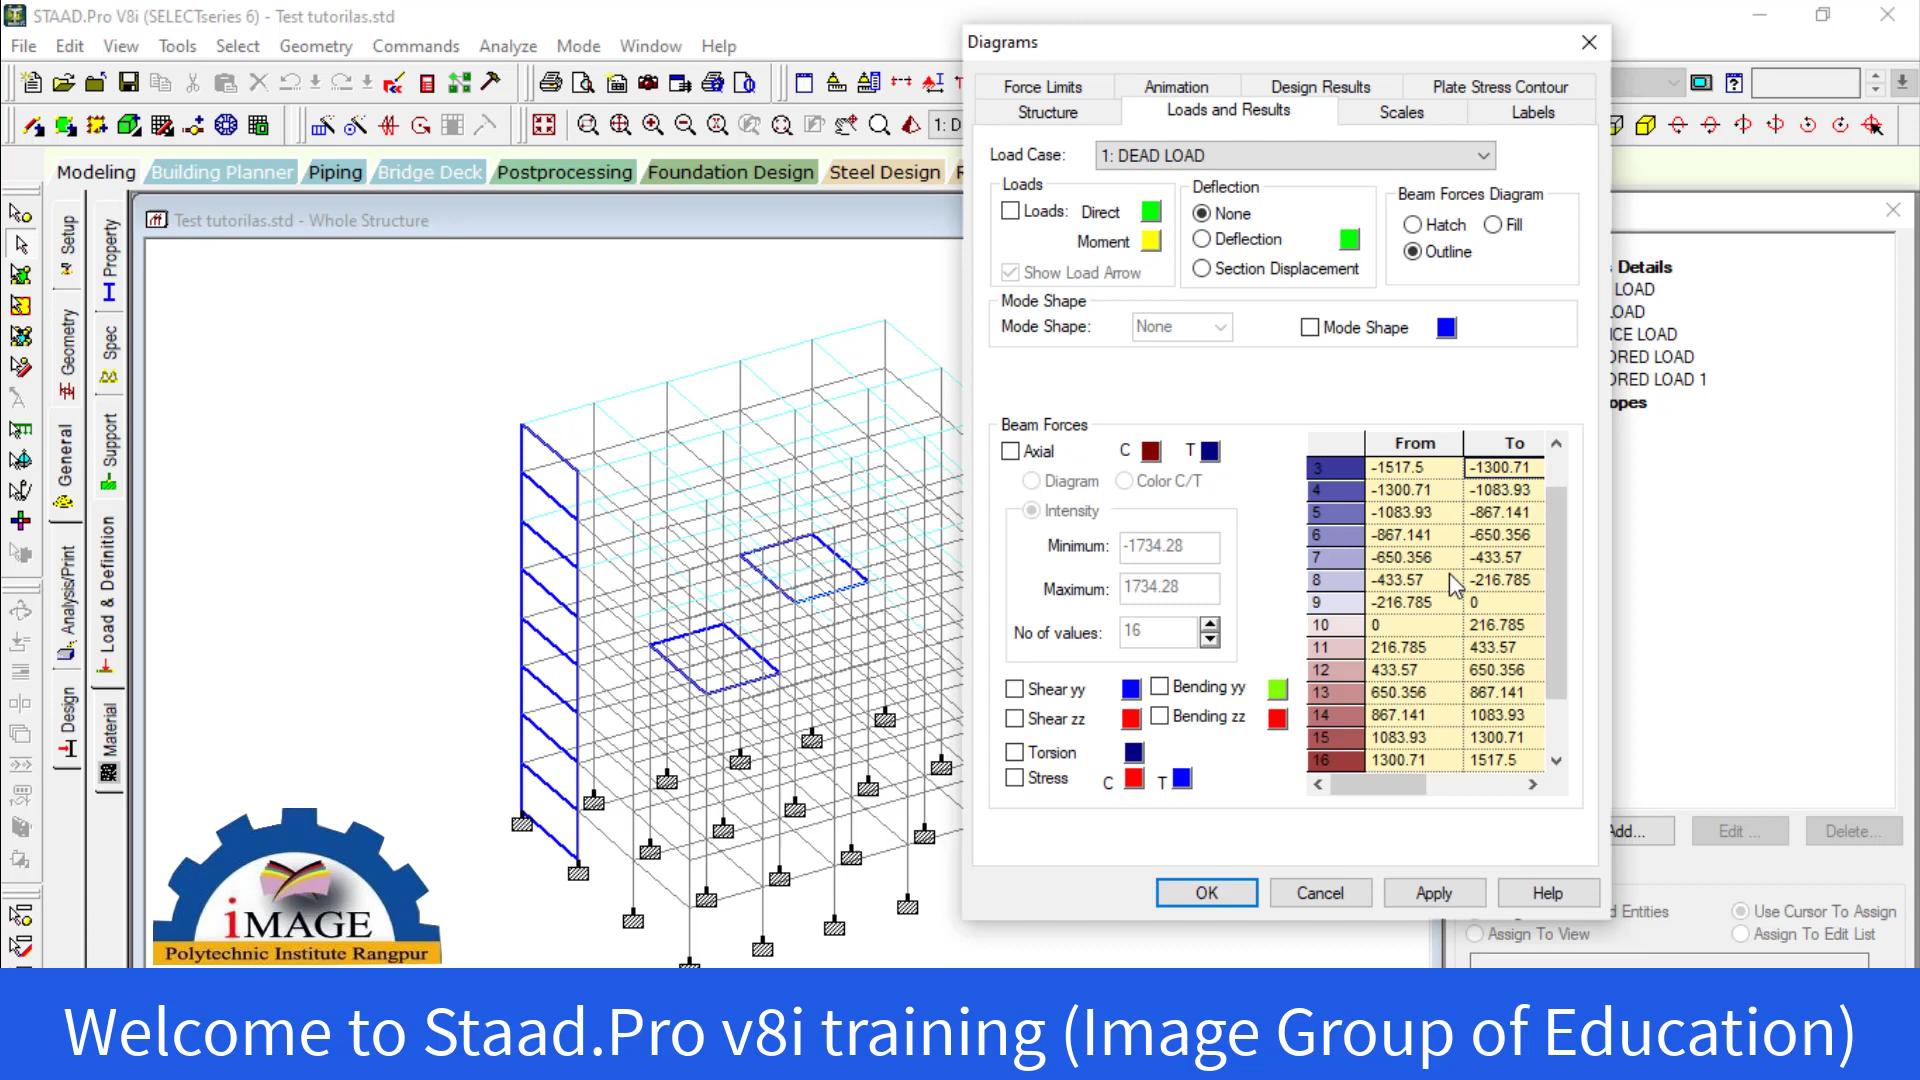 STAAD.Pro V8i (SELECTseries 6) - Test tutorilas.std
File Edit View Tools Select Geometry Commands Analyze Mode Window Help
1: D
Modeling Building Planner Piping Bridge Deck Postprocessing Foundation Design Steel Design
Test tutorilas.std - Whole Structure
Setup
Geometry
General
Analysis/Print
Design
Property
Spec
Support
Load & Definition
Material
Diagrams
Force Limits Animation Design Results Plate Stress Contour
Structure Loads and Results Scales Labels
Load Case: 1: DEAD LOAD
Loads
Loads: Direct
Moment
Show Load Arrow
Deflection
None
Deflection
Section Displacement
Beam Forces Diagram
Hatch Fill
Outline
Mode Shape
Mode Shape: None Mode Shape
Beam Forces
Axial C T
Diagram Color C/T
Intensity
Minimum: -1734.28
Maximum: 1734.28
No of values: 16
Shear yy Bending yy
Shear zz Bending zz
Torsion
Stress C T
From To
3 -1517.5 -1300.71
4 -1300.71 -1083.93
5 -1083.93 -867.141
6 -867.141 -650.356
7 -650.356 -433.57
8 -433.57 -216.785
9 -216.785 0
10 0 216.785
11 216.785 433.57
12 433.57 650.356
13 650.356 867.141
14 867.141 1083.93
15 1083.93 1300.71
16 1300.71 1517.5
OK Cancel Apply Help
Details
LOAD
OAD
CE LOAD
ORED LOAD
ORED LOAD 1
opes
Add... Edit ... Delete...
d Entities Use Cursor To Assign
Assign To View Assign To Edit List
iMAGE
Polytechnic Institute Rangpur
Welcome to Staad.Pro v8i training (Image Group of Education)